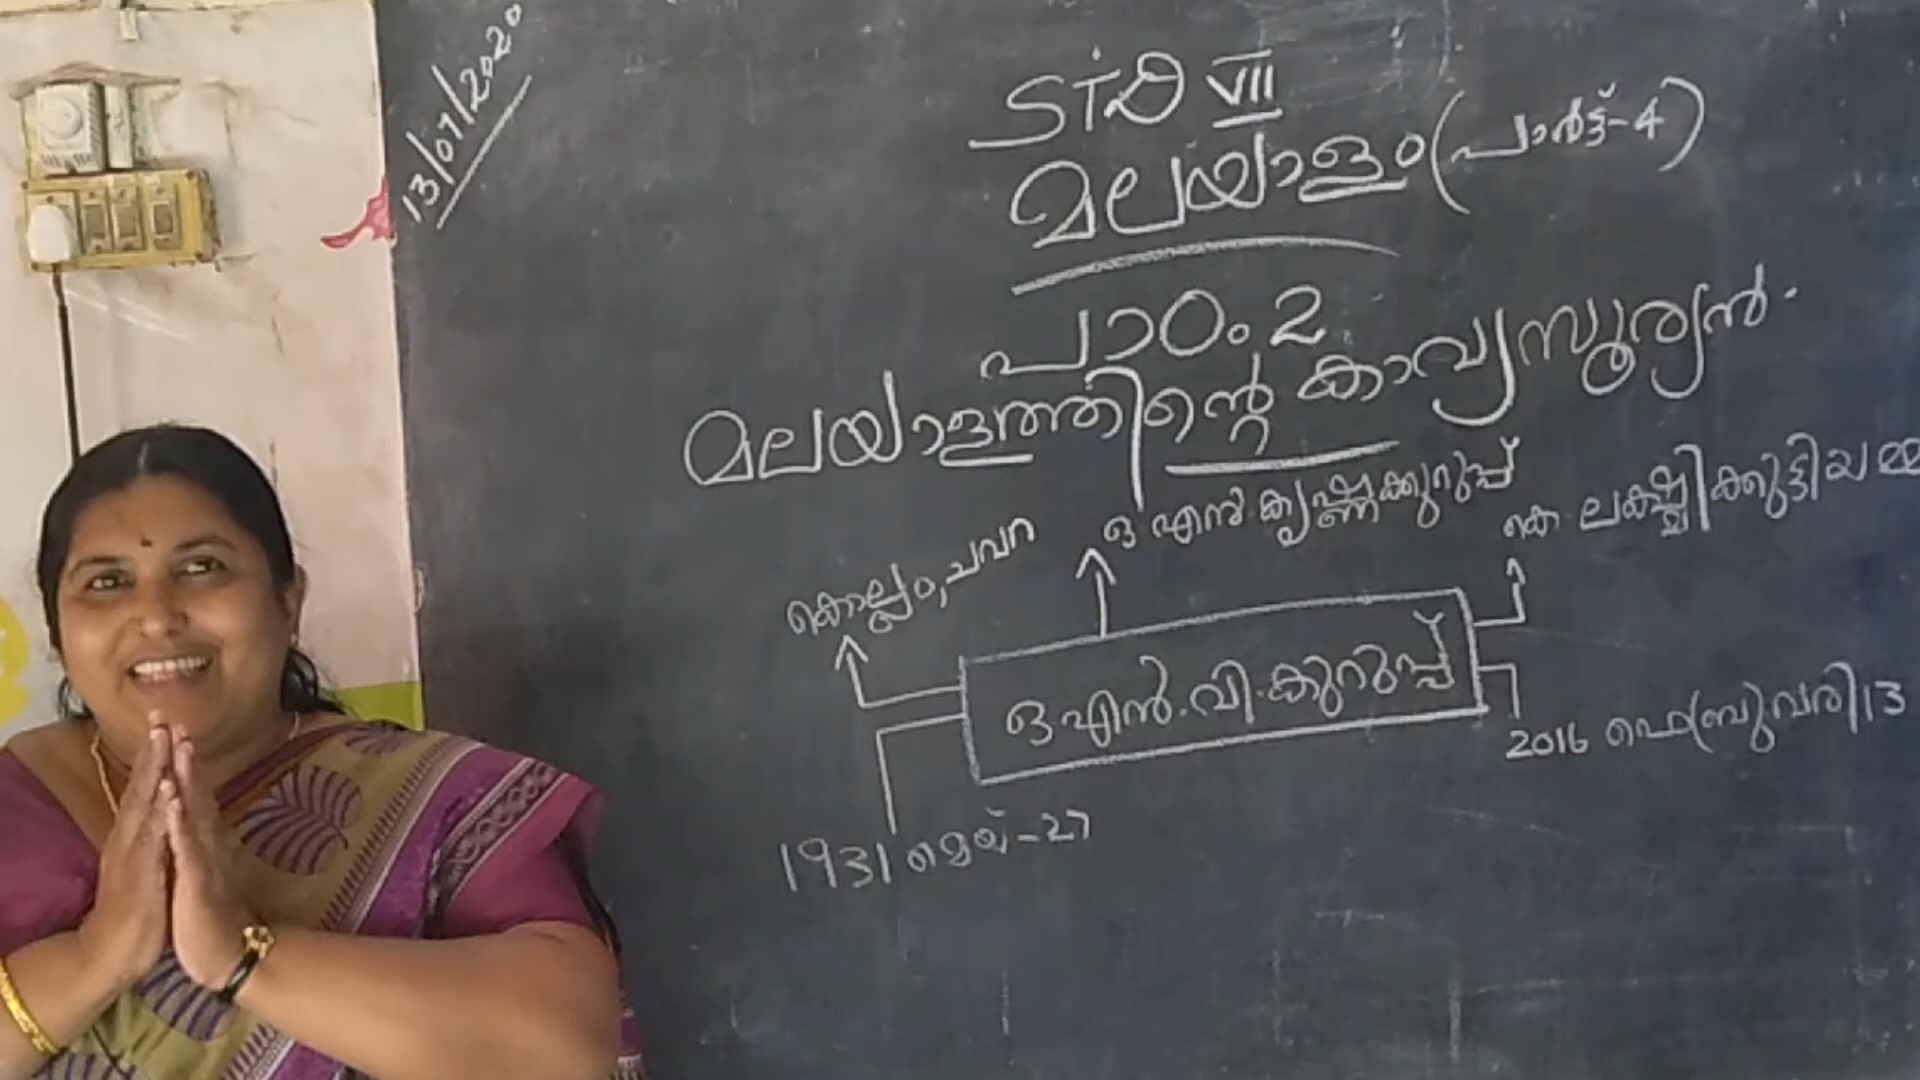 13/07/2020
STD VII
മലയാളം (പാർട്ട്-4)
പാഠം 2
മലയാളത്തിന്റെ കാവ്യസൂര്യൻ.
ഒ എൻ കൃഷ്ണക്കുറുപ്പ്
കെ ലക്ഷ്മിക്കുട്ടിയമ്മ
കൊല്ലം, ചവറ
ഒ എൻ. വി. കുറുപ്പ്
2016 ഫെബ്രുവരി 13
1931 മെയ് - 27